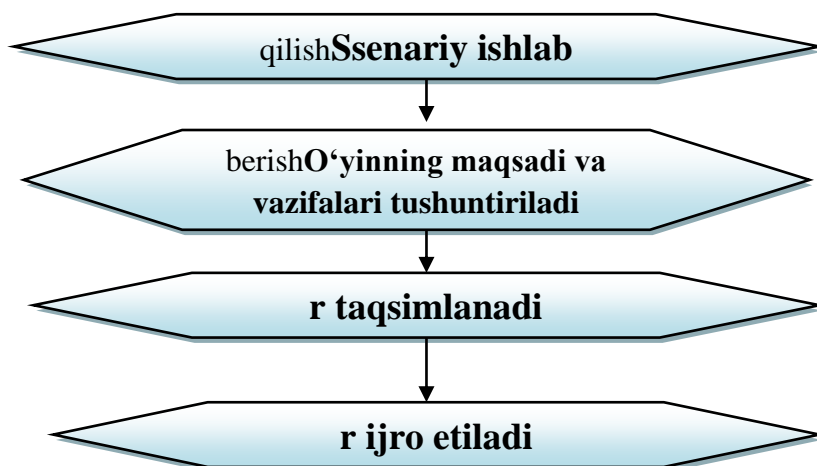 qilishSsenariy ishlab
berishO‘yinning maqsadi va
vazifalari tushuntiriladi
r taqsimlanadi
r ijro etiladi